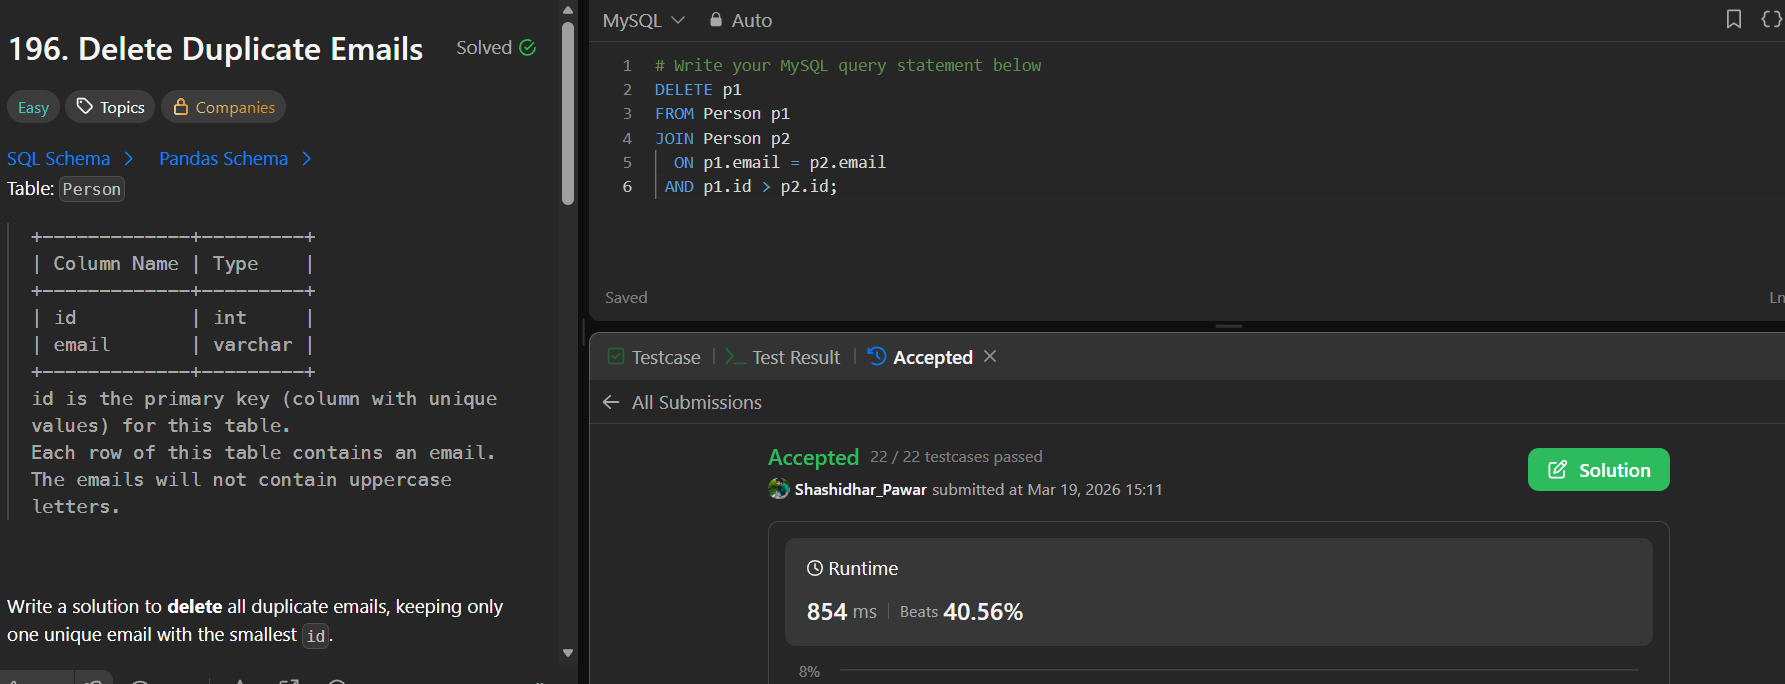 196. Delete Duplicate Emails
Solved
Easy
Topics
Companies
SQL Schema
Pandas Schema
Table: Person
+-------------+---------+
| Column Name | Type    |
+-------------+---------+
| id          | int     |
| email       | varchar |
+-------------+---------+
id is the primary key (column with unique
values) for this table.
Each row of this table contains an email.
The emails will not contain uppercase
letters.
Write a solution to delete all duplicate emails, keeping only
one unique email with the smallest id.
MySQL
Auto
1 # Write your MySQL query statement below
2 DELETE p1
3 FROM Person p1
4 JOIN Person p2
5   ON p1.email = p2.email
6  AND p1.id > p2.id;
Saved
Ln
Testcase
Test Result
Accepted
All Submissions
Accepted 22 / 22 testcases passed
Shashidhar_Pawar submitted at Mar 19, 2026 15:11
Solution
Runtime
854 ms | Beats 40.56%
8%